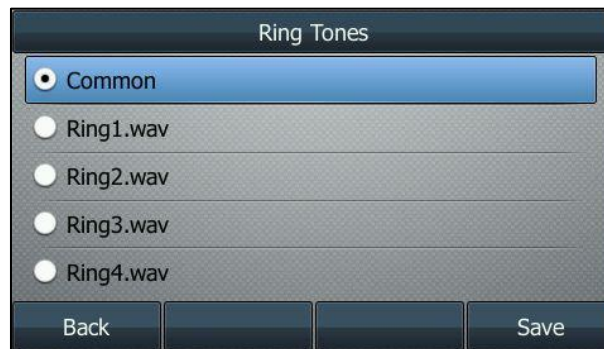 Ring Tones
Common
Ring1.wav
Ring2.wav
Ring3.wav
Ring4.wav
Back Save